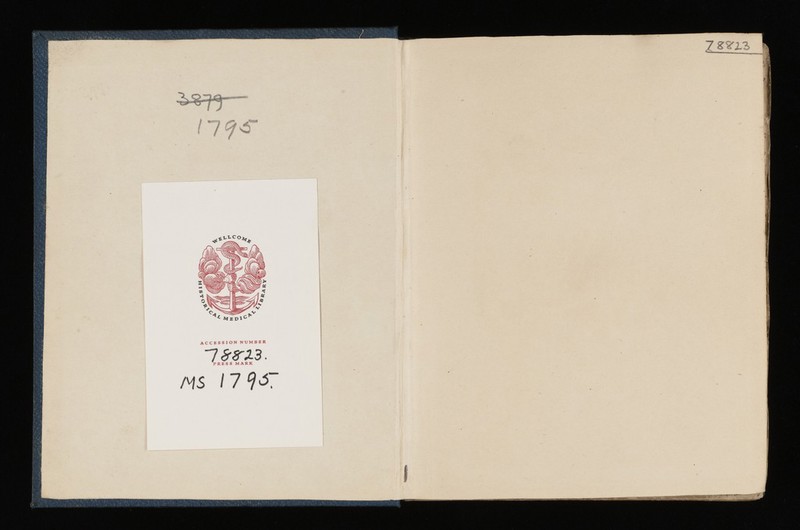 3879
1795
WELLCOME
HISTORICAL MEDICAL LIBRARY
ACCESSION NUMBER
78823.
PRESS MARK
MS 1795.
78823